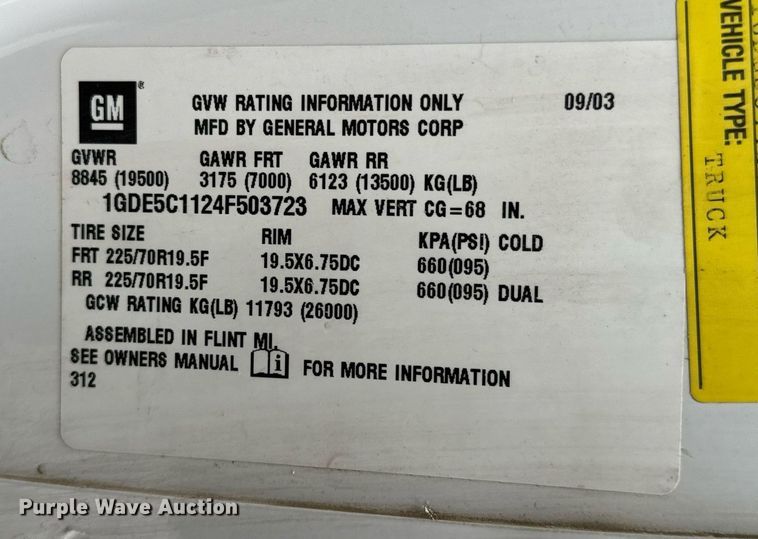 GM ®
GVW RATING INFORMATION ONLY 09/03
MFD BY GENERAL MOTORS CORP
GVWR GAWR FRT GAWR RR
8845 (19500) 3175 (7000) 6123 (13500) KG(LB)
1GDE5C1124F503723 MAX VERT CG=68 IN.
TIRE SIZE RIM KPA(PSI) COLD
FRT 225/70R19.5F 19.5X6.75DC 660(095)
RR 225/70R19.5F 19.5X6.75DC 660(095) DUAL
GCW RATING KG(LB) 11793 (26000)
ASSEMBLED IN FLINT MI.
SEE OWNERS MANUAL i FOR MORE INFORMATION
312
VEHICLE TYPE:
TRUCK
Purple Wave Auction